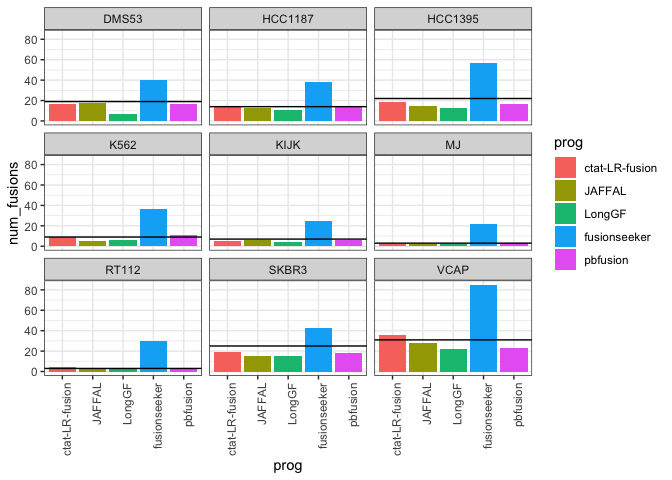 DMS53 HCC1187 HCC1395
80
60
40
20
0
K562 KIJK MJ
80
60
40
20
0
RT112 SKBR3 VCAP
80
60
40
20
0
num_fusions
ctat-LR-fusion JAFFAL LongGF fusionseeker pbfusion ctat-LR-fusion JAFFAL LongGF fusionseeker pbfusion ctat-LR-fusion JAFFAL LongGF fusionseeker pbfusion
prog
prog
ctat-LR-fusion
JAFFAL
LongGF
fusionseeker
pbfusion